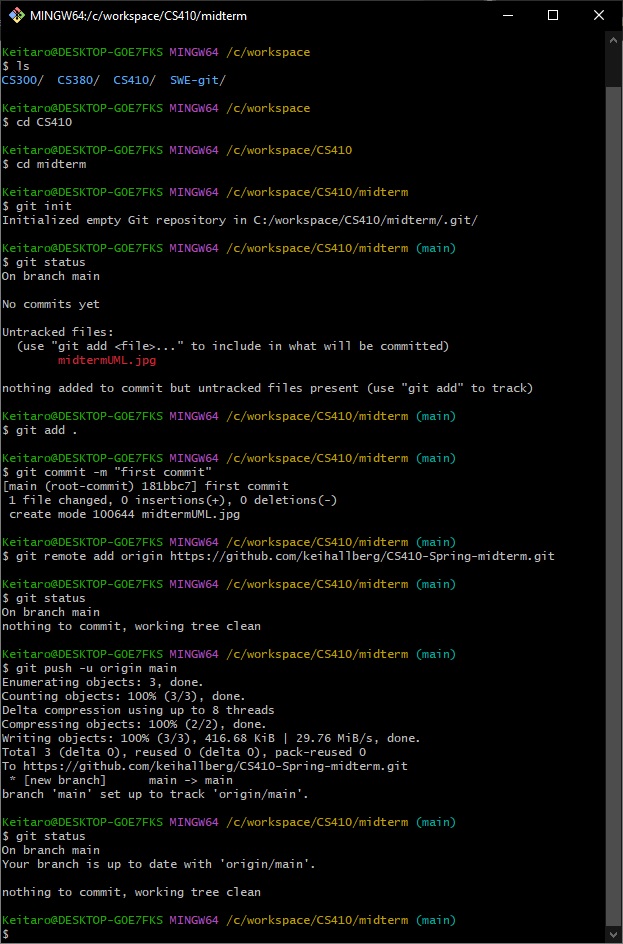 MINGW64:/c/workspace/CS410/midterm
Keitaro@DESKTOP-GOE7FKS MINGW64 /c/workspace
$ ls
CS300/  CS380/  CS410/  SWE-git/
Keitaro@DESKTOP-GOE7FKS MINGW64 /c/workspace
$ cd CS410
Keitaro@DESKTOP-GOE7FKS MINGW64 /c/workspace/CS410
$ cd midterm
Keitaro@DESKTOP-GOE7FKS MINGW64 /c/workspace/CS410/midterm
$ git init
Initialized empty Git repository in C:/workspace/CS410/midterm/.git/
Keitaro@DESKTOP-GOE7FKS MINGW64 /c/workspace/CS410/midterm (main)
$ git status
On branch main
No commits yet
Untracked files:
  (use "git add <file>..." to include in what will be committed)
        midtermUML.jpg
nothing added to commit but untracked files present (use "git add" to track)
Keitaro@DESKTOP-GOE7FKS MINGW64 /c/workspace/CS410/midterm (main)
$ git add .
Keitaro@DESKTOP-GOE7FKS MINGW64 /c/workspace/CS410/midterm (main)
$ git commit -m "first commit"
[main (root-commit) 181bbc7] first commit
 1 file changed, 0 insertions(+), 0 deletions(-)
 create mode 100644 midtermUML.jpg
Keitaro@DESKTOP-GOE7FKS MINGW64 /c/workspace/CS410/midterm (main)
$ git remote add origin https://github.com/keihallberg/CS410-Spring-midterm.git
Keitaro@DESKTOP-GOE7FKS MINGW64 /c/workspace/CS410/midterm (main)
$ git status
On branch main
nothing to commit, working tree clean
Keitaro@DESKTOP-GOE7FKS MINGW64 /c/workspace/CS410/midterm (main)
$ git push -u origin main
Enumerating objects: 3, done.
Counting objects: 100% (3/3), done.
Delta compression using up to 8 threads
Compressing objects: 100% (2/2), done.
Writing objects: 100% (3/3), 416.68 KiB | 29.76 MiB/s, done.
Total 3 (delta 0), reused 0 (delta 0), pack-reused 0
To https://github.com/keihallberg/CS410-Spring-midterm.git
 * [new branch]      main -> main
branch 'main' set up to track 'origin/main'.
Keitaro@DESKTOP-GOE7FKS MINGW64 /c/workspace/CS410/midterm (main)
$ git status
On branch main
Your branch is up to date with 'origin/main'.
nothing to commit, working tree clean
Keitaro@DESKTOP-GOE7FKS MINGW64 /c/workspace/CS410/midterm (main)
$